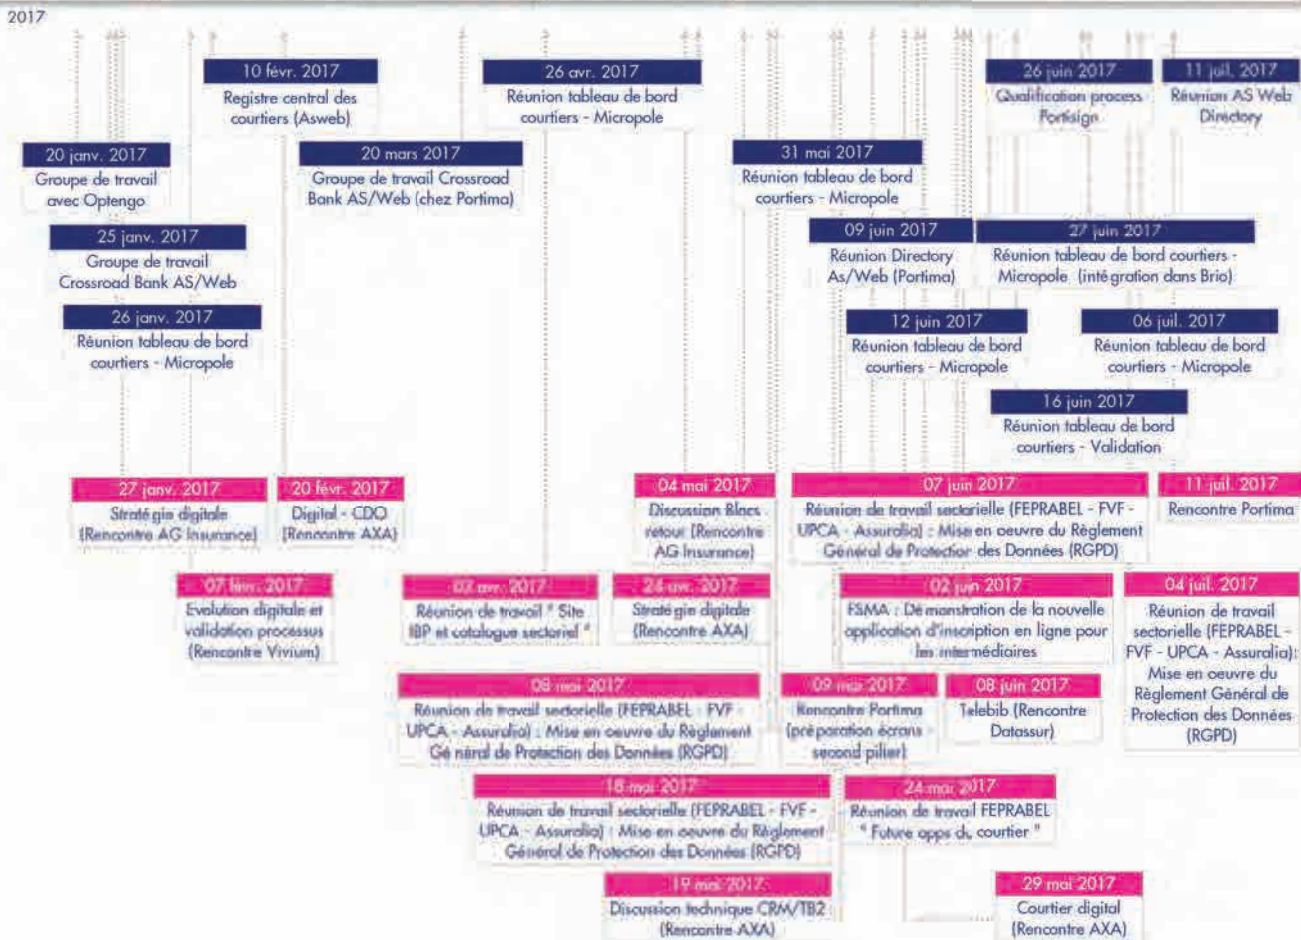 2017
10 févr. 2017
Registre central des
courtiers (Asweb)
26 avr. 2017
Réunion tableau de bord
courtiers - Micropole
26 juin 2017
Qualification process
Portisign
11 juil. 2017
Réunion AS Web
Directory
20 janv. 2017
Groupe de travail
avec Optengo
20 mars 2017
Groupe de travail Crossroad
Bank AS/Web (chez Portima)
31 mai 2017
Réunion tableau de bord
courtiers - Micropole
25 janv. 2017
Groupe de travail
Crossroad Bank AS/Web
09 juin 2017
Réunion Directory
As/Web (Portima)
27 juin 2017
Réunion tableau de bord courtiers -
Micropole (intégration dans Brio)
26 janv. 2017
Réunion tableau de bord
courtiers - Micropole
12 juin 2017
Réunion tableau de bord
courtiers - Micropole
06 juil. 2017
Réunion tableau de bord
courtiers - Micropole
16 juin 2017
Réunion tableau de bord
courtiers - Validation
27 janv. 2017
Stratégie digitale
(Rencontre AG Insurance)
20 févr. 2017
Digital - CDO
(Rencontre AXA)
04 mai 2017
Discussion Blocs
retour (Rencontre
AG Insurance)
07 juin 2017
Réunion de travail sectorielle (FEPRABEL - FVF -
UPCA - Assuralia) : Mise en oeuvre du Règlement
Général de Protection des Données (RGPD)
11 juil. 2017
Rencontre Portima
07 févr. 2017
Evolution digitale et
validation processus
(Rencontre Vivium)
03 avr. 2017
Réunion de travail " Site
IBP et catalogue sectoriel "
24 avr. 2017
Stratégie digitale
(Rencontre AXA)
02 juin 2017
FSMA : Démonstration de la nouvelle
application d'inscription en ligne pour
les intermédiaires
04 juil. 2017
Réunion de travail
sectorielle (FEPRABEL -
FVF - UPCA - Assuralia):
Mise en oeuvre du
Règlement Général de
Protection des Données
(RGPD)
08 mai 2017
Réunion de travail sectorielle (FEPRABEL - FVF -
UPCA - Assuralia) : Mise en oeuvre du Règlement
Général de Protection des Données (RGPD)
09 mai 2017
Rencontre Portima
(préparation écrans -
second pilier)
08 juin 2017
Telebib (Rencontre
Datassur)
18 mai 2017
Réunion de travail sectorielle (FEPRABEL - FVF -
UPCA - Assuralia) : Mise en oeuvre du Règlement
Général de Protection des Données (RGPD)
24 mai 2017
Réunion de travail FEPRABEL
" Future apps du courtier "
19 mai 2017
Discussion technique CRM/TB2
(Rencontre AXA)
29 mai 2017
Courtier digital
(Rencontre AXA)